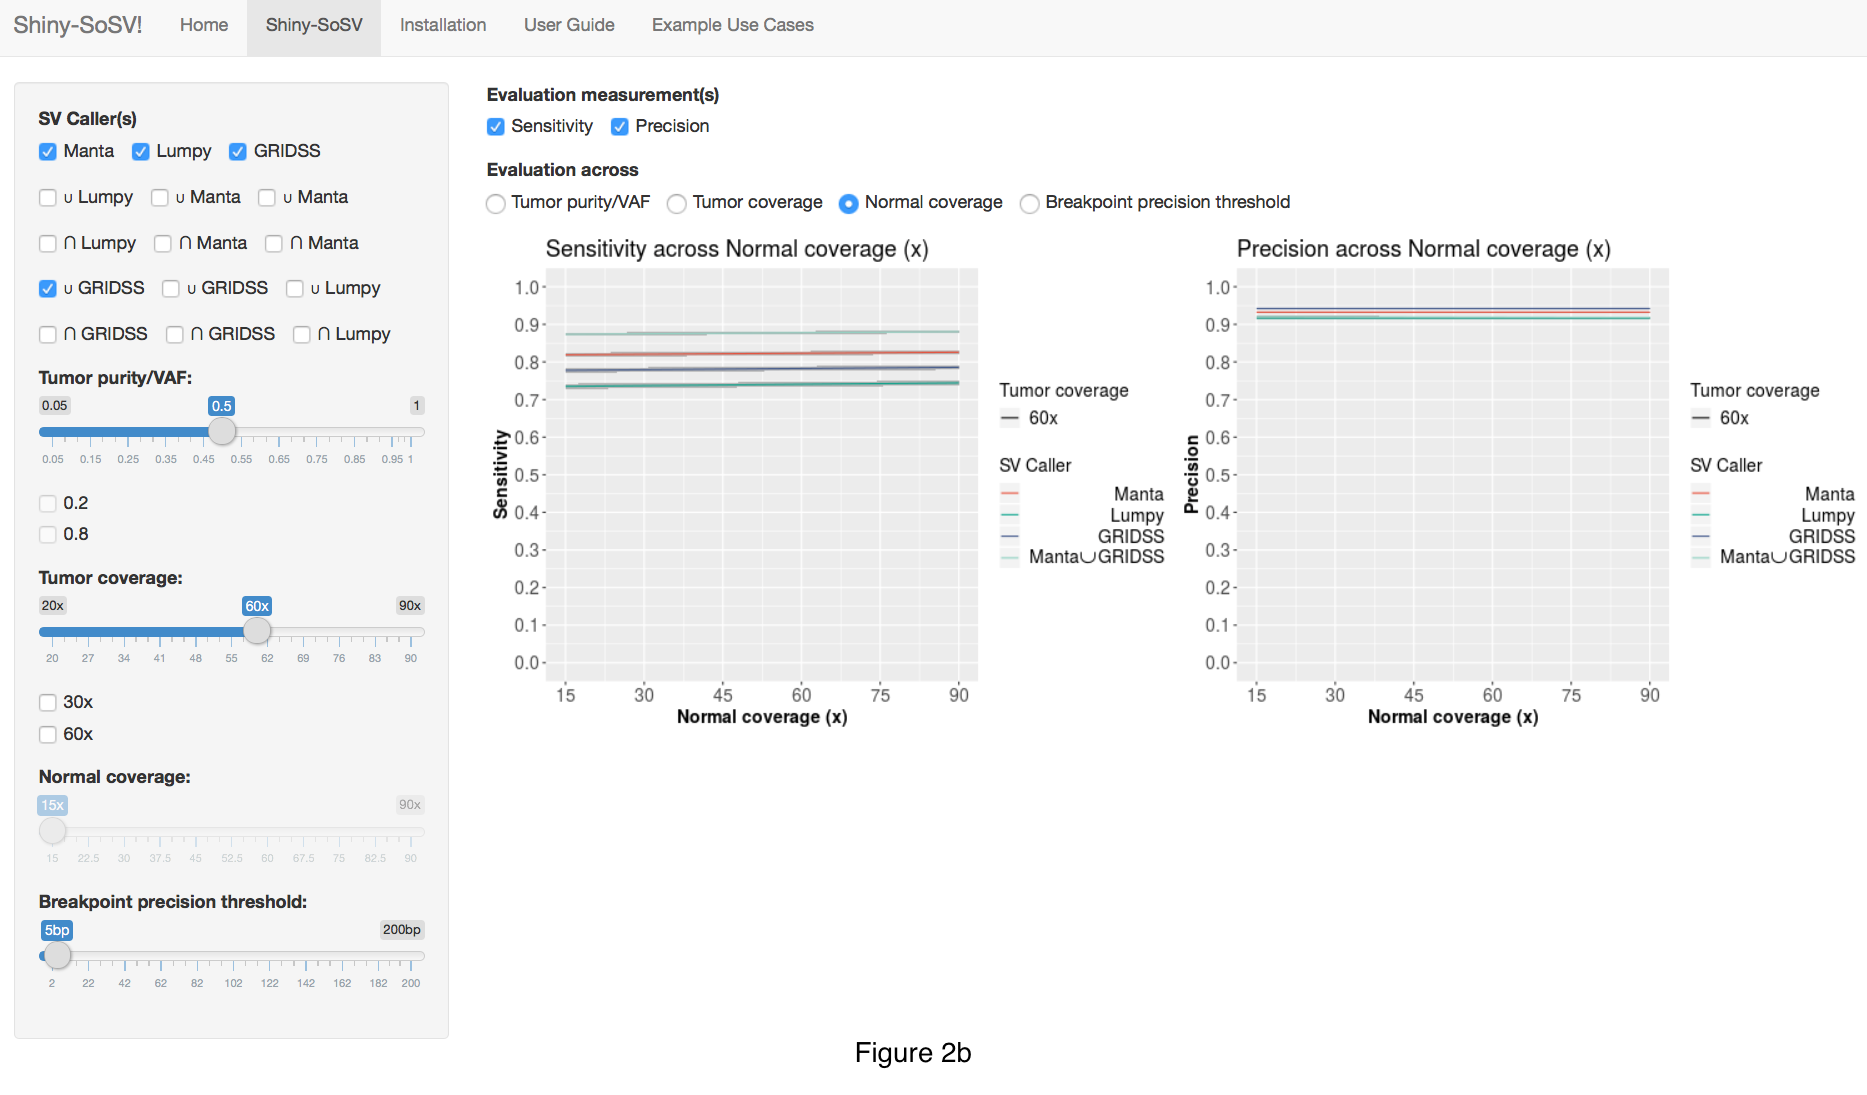 Shiny-SoSV! Home Shiny-SoSV Installation User Guide Example Use Cases
SV Caller(s)
Manta Lumpy GRIDSS
∪ Lumpy ∪ Manta ∪ Manta
∩ Lumpy ∩ Manta ∩ Manta
∪ GRIDSS ∪ GRIDSS ∪ Lumpy
∩ GRIDSS ∩ GRIDSS ∩ Lumpy
Tumor purity/VAF:
0.05 0.5 1
0.05 0.15 0.25 0.35 0.45 0.55 0.65 0.75 0.85 0.95 1
0.2
0.8
Tumor coverage:
20x 60x 90x
20 27 34 41 48 55 62 69 76 83 90
30x
60x
Normal coverage:
15x 90x
15 22.5 30 37.5 45 52.5 60 67.5 75 82.5 90
Breakpoint precision threshold:
5bp 200bp
2 22 42 62 82 102 122 142 162 182 200
Evaluation measurement(s)
Sensitivity Precision
Evaluation across
Tumor purity/VAF Tumor coverage Normal coverage Breakpoint precision threshold
Sensitivity across Normal coverage (x)
1.0
0.9
0.8
0.7
0.6
0.5
0.4
0.3
0.2
0.1
0.0
Sensitivity
15 30 45 60 75 90
Normal coverage (x)
Tumor coverage
60x
SV Caller
Manta
Lumpy
GRIDSS
Manta∪GRIDSS
Precision across Normal coverage (x)
1.0
0.9
0.8
0.7
0.6
0.5
0.4
0.3
0.2
0.1
0.0
Precision
15 30 45 60 75 90
Normal coverage (x)
Tumor coverage
60x
SV Caller
Manta
Lumpy
GRIDSS
Manta∪GRIDSS
Figure 2b